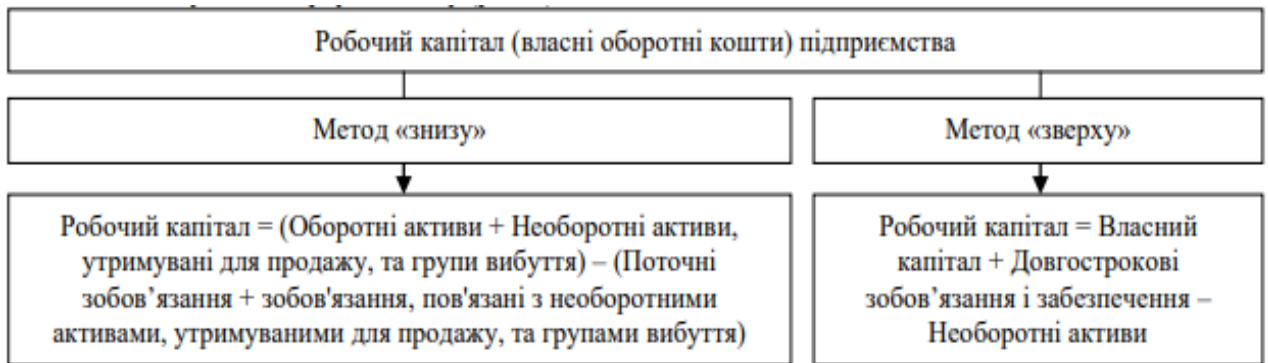 Робочий капітал (власні оборотні кошти) підприємства
Метод «знизу»
Метод «зверху»
Робочий капітал = (Оборотні активи + Необоротні активи,
утримувані для продажу, та групи вибуття) – (Поточні
зобов’язання + зобов'язання, пов'язані з необоротними
активами, утримуваними для продажу, та групами вибуття)
Робочий капітал = Власний
капітал + Довгострокові
зобов’язання і забезпечення –
Необоротні активи